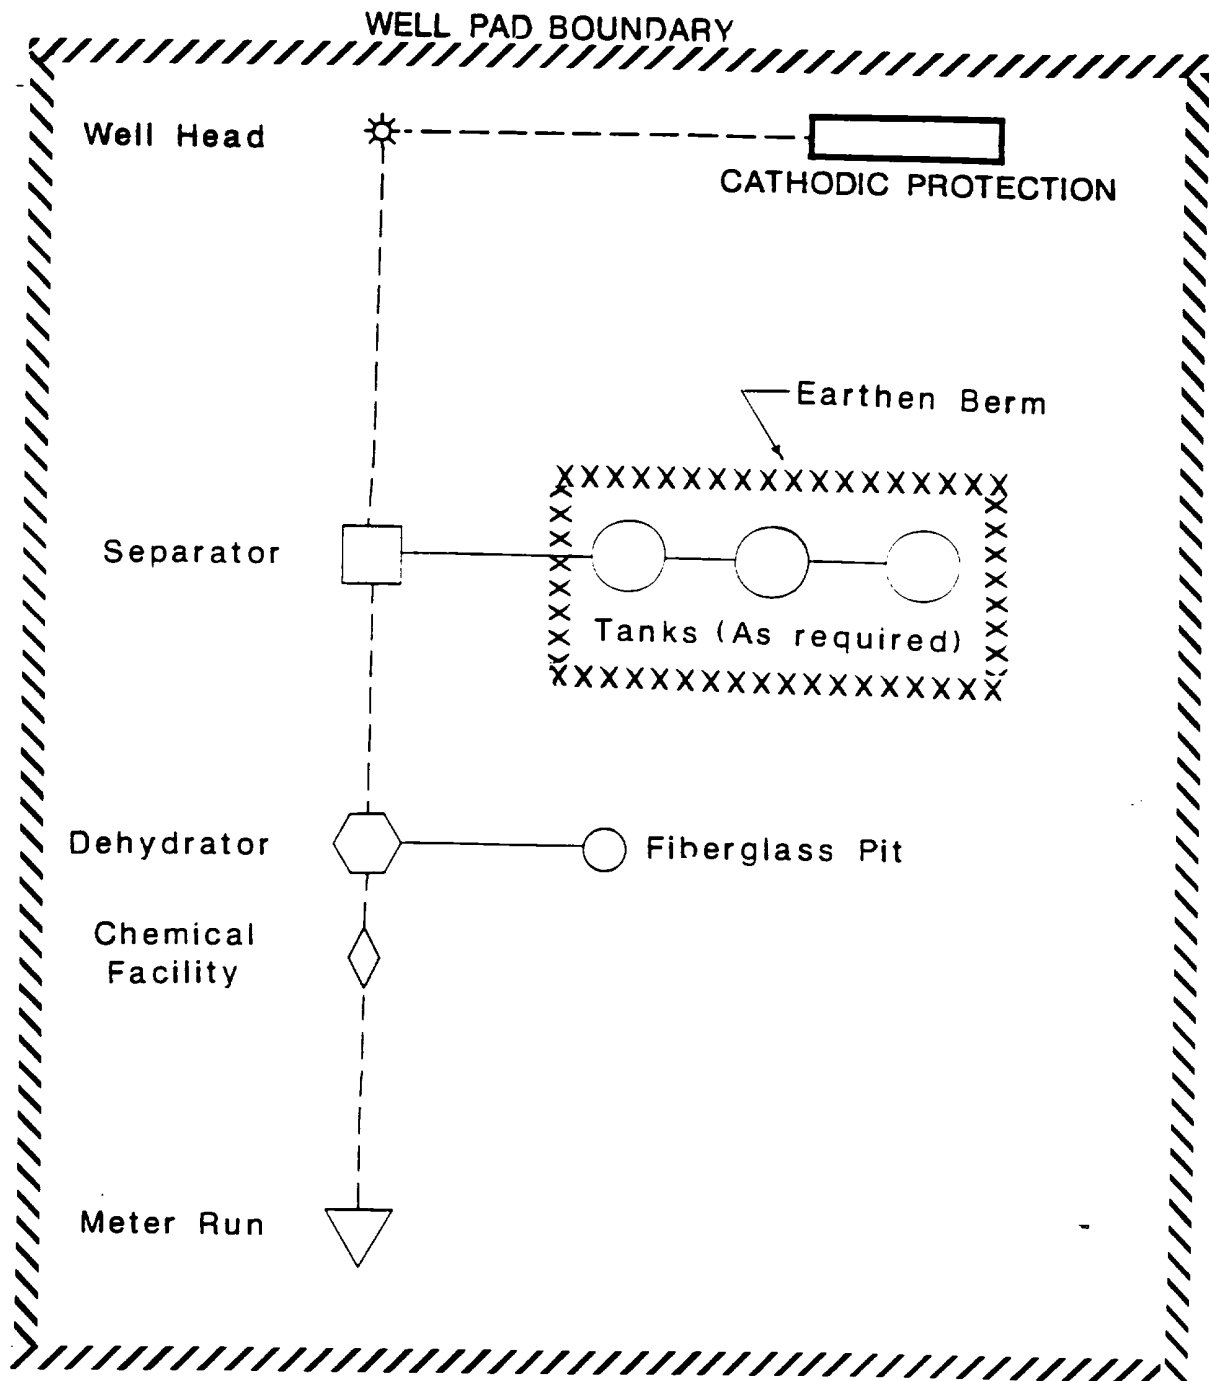 WELL PAD BOUNDARY
Well Head
CATHODIC PROTECTION
Earthen Berm
Separator
Tanks (As required)
Dehydrator
Fiberglass Pit
Chemical
Facility
Meter Run